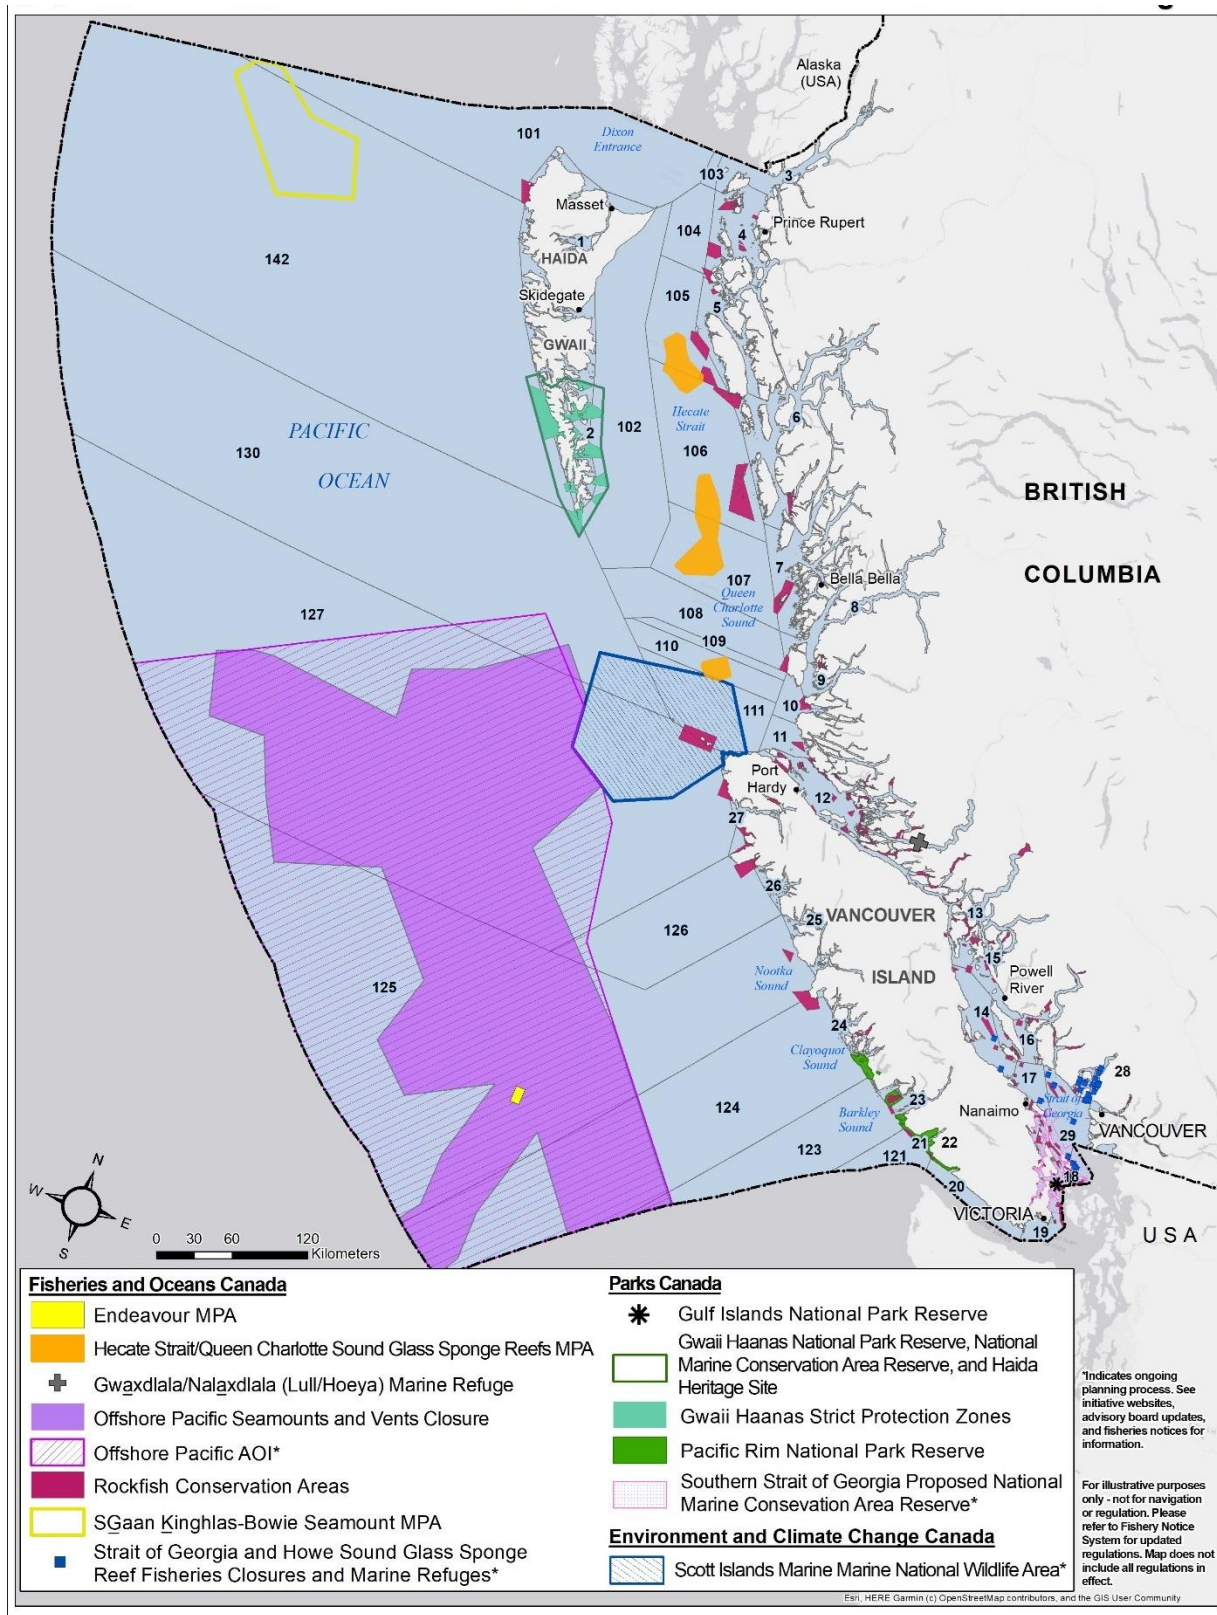 Alaska
(USA)
101
Dixon
Entrance
103
3
Masset
Prince Rupert
104
4
1
142
HAIDA
105
Skidegate
5
GWAII
Hecate
Strait
6
2
102
PACIFIC
130
106
OCEAN
BRITISH
7
Bella Bella
COLUMBIA
107
Queen
Charlotte
Sound
8
127
108
109
110
9
111
10
11
Port
Hardy
12
27
26
13
VANCOUVER
25
126
15
Nootka
Sound
ISLAND
Powell
River
125
14
24
16
Clayoquot
Sound
17
28
23
124
Nanaimo
Strait of
Georgia
Barkley
Sound
VANCOUVER
29
21
22
123
121
18
20
N
W
E
S
VICTORIA
19
USA
0 30 60 120
Kilometers
Fisheries and Oceans Canada
Endeavour MPA
Hecate Strait/Queen Charlotte Sound Glass Sponge Reefs MPA
Gwaxdlala/Nalaxdlala (Lull/Hoeya) Marine Refuge
Offshore Pacific Seamounts and Vents Closure
Offshore Pacific AOI*
Rockfish Conservation Areas
SGaan Kinghlas-Bowie Seamount MPA
Strait of Georgia and Howe Sound Glass Sponge
Reef Fisheries Closures and Marine Refuges*
Parks Canada
Gulf Islands National Park Reserve
Gwaii Haanas National Park Reserve, National
Marine Conservation Area Reserve, and Haida
Heritage Site
Gwaii Haanas Strict Protection Zones
Pacific Rim National Park Reserve
Southern Strait of Georgia Proposed National
Marine Consevation Area Reserve*
Environment and Climate Change Canada
Scott Islands Marine Marine National Wildlife Area*
*Indicates ongoing
planning process. See
initiative websites,
advisory board updates,
and fisheries notices for
information.
For illustrative purposes
only - not for navigation
or regulation. Please
refer to Fishery Notice
System for updated
regulations. Map does not
include all regulations in
effect.
Esri, HERE Garmin (c) OpenStreetMap contributors, and the GIS User Community